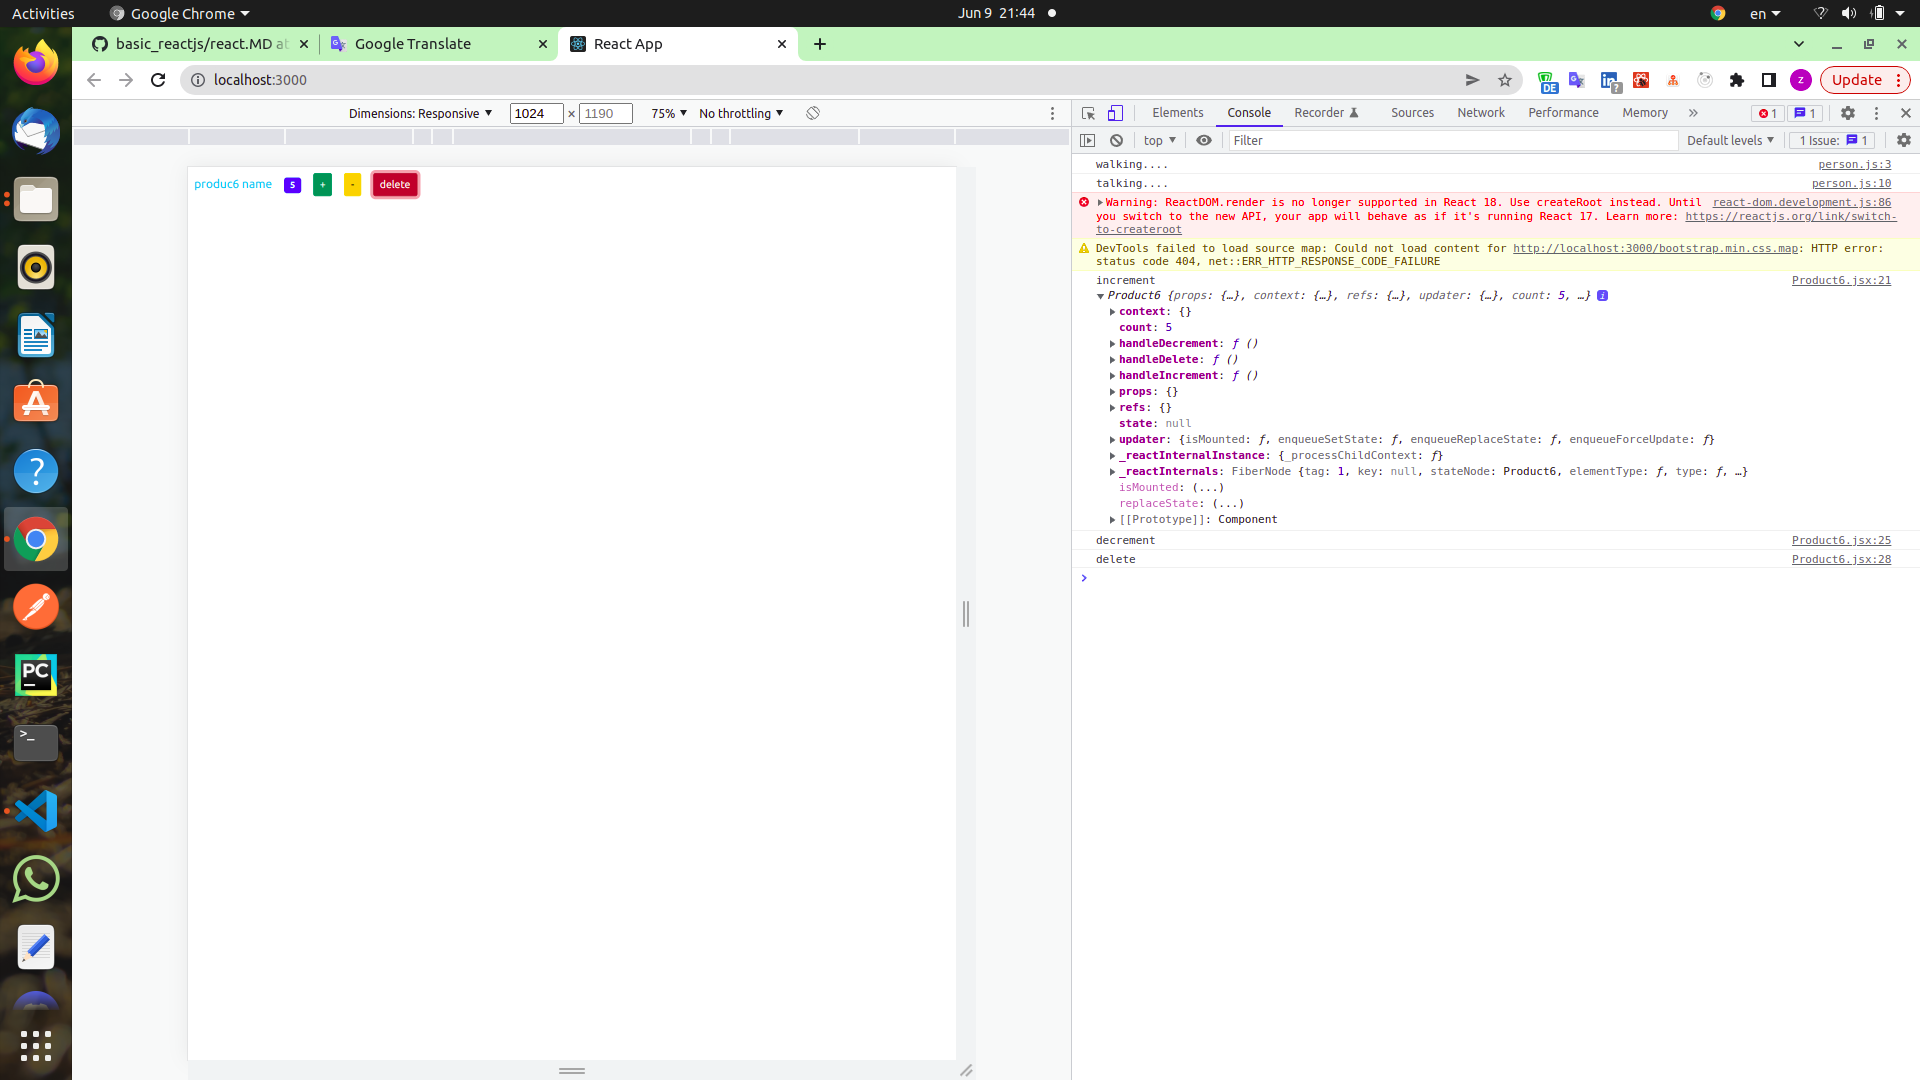 Activities
Google Chrome
Jun 9 21:44
en
basic_reactjs/react.MD at
Google Translate
React App
localhost:3000
DE
?
z
Update
Dimensions: Responsive
1024 × 1190
75%
No throttling
Elements
Console
Recorder
Sources
Network
Performance
Memory
1
1
top
Filter
Default levels
1 Issue: 1
produc6 name
5
+
-
delete
walking.... person.js:3
talking.... person.js:10
Warning: ReactDOM.render is no longer supported in React 18. Use createRoot instead. Until react-dom.development.js:86
you switch to the new API, your app will behave as if it's running React 17. Learn more: https://reactjs.org/link/switch-
to-createroot
DevTools failed to load source map: Could not load content for http://localhost:3000/bootstrap.min.css.map: HTTP error:
status code 404, net::ERR_HTTP_RESPONSE_CODE_FAILURE
increment Product6.jsx:21
Product6 {props: {…}, context: {…}, refs: {…}, updater: {…}, count: 5, …}
context: {}
count: 5
handleDecrement: ƒ ()
handleDelete: ƒ ()
handleIncrement: ƒ ()
props: {}
refs: {}
state: null
updater: {isMounted: ƒ, enqueueSetState: ƒ, enqueueReplaceState: ƒ, enqueueForceUpdate: ƒ}
_reactInternalInstance: {_processChildContext: ƒ}
_reactInternals: FiberNode {tag: 1, key: null, stateNode: Product6, elementType: ƒ, type: ƒ, …}
isMounted: (...)
replaceState: (...)
[[Prototype]]: Component
decrement Product6.jsx:25
delete Product6.jsx:28
PC